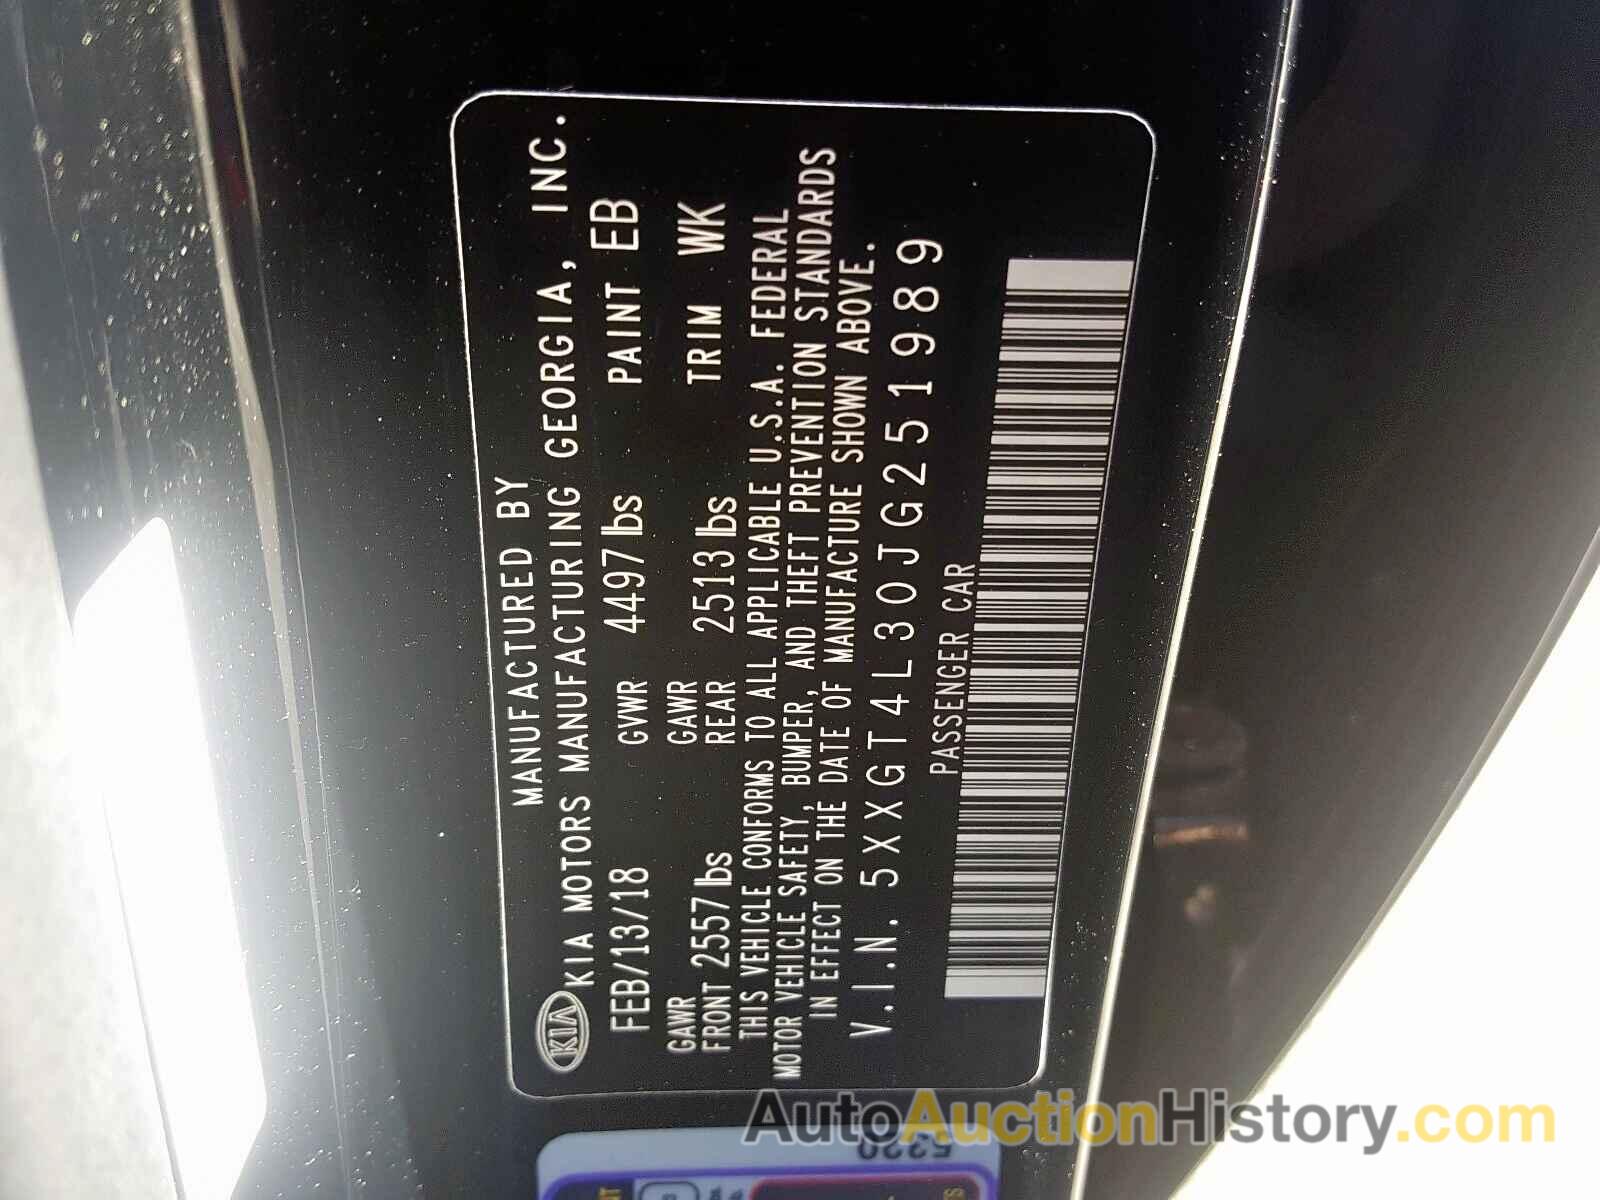 MANUFACTURED BY
KIA KIA MOTORS MANUFACTURING GEORGIA, INC.
FEB/13/18 GVWR 4497 lbs PAINT EB
GAWR FRONT 2557 lbs GAWR REAR 2513 lbs TRIM WK
THIS VEHICLE CONFORMS TO ALL APPLICABLE U.S.A. FEDERAL
MOTOR VEHICLE SAFETY, BUMPER, AND THEFT PREVENTION STANDARDS
IN EFFECT ON THE DATE OF MANUFACTURE SHOWN ABOVE.
V.I.N. 5XXGT4L30JG251989
PASSENGER CAR
5320
AutoAuctionHistory.com